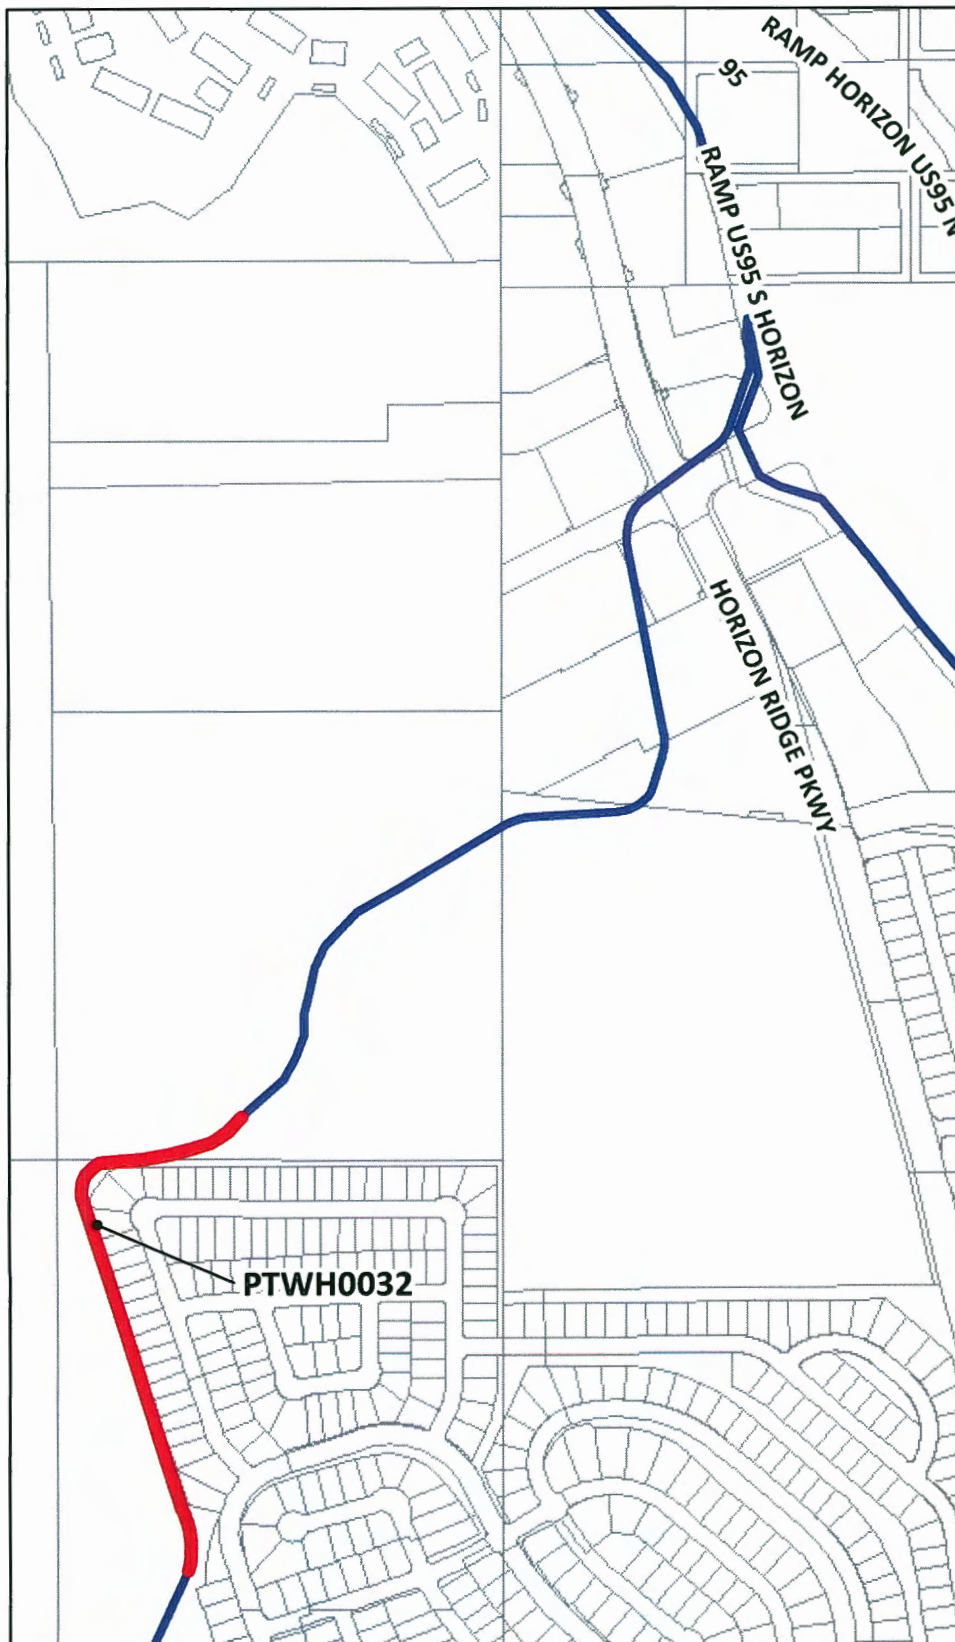 RAMP HORIZON US95 N
95
RAMP US95 S HORIZON
HORIZON RIDGE PKWY
PTWH0032